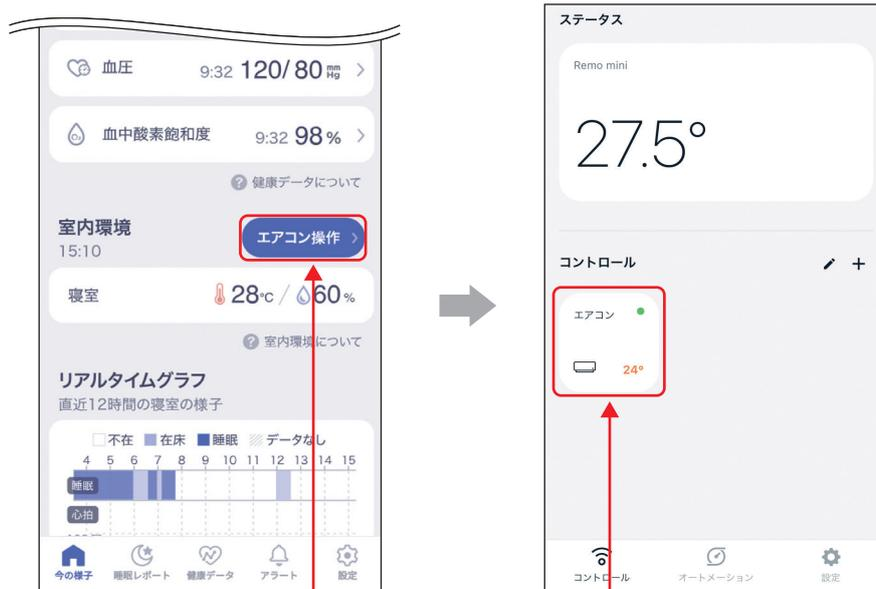 血圧 9:32 120/80 mmHg
血中酸素飽和度 9:32 98%
健康データについて
室内環境
15:10
エアコン操作
寝室 28℃ / 60%
室内環境について
リアルタイムグラフ
直近12時間の寝室の様子
不在 在床 睡眠 データなし
4 5 6 7 8 9 10 11 12 13 14 15
睡眠
心拍
今の様子 睡眠レポート 健康データ アラート 設定
ステータス
Remo mini
27.5°
コントロール
エアコン
24°
コントロール オートメーション 設定